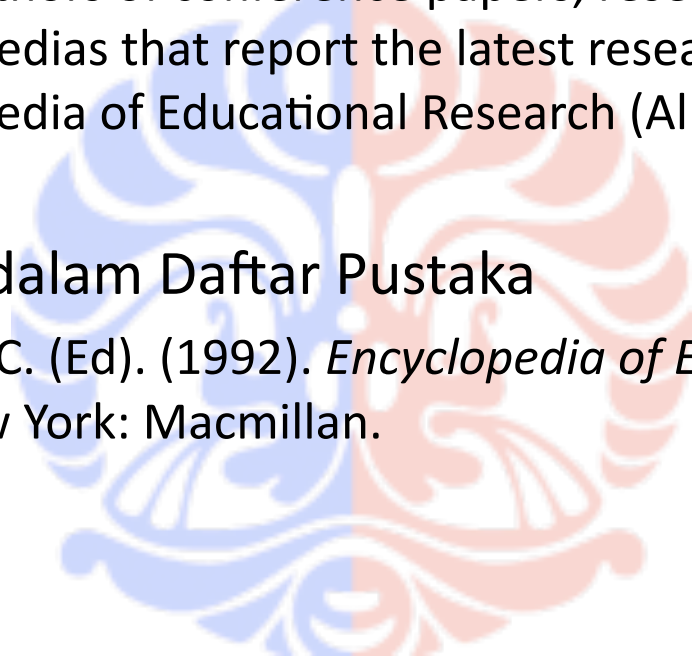 edias that report the latest resea
edia of Educational Research (Al
dalam Daftar Pustaka
C. (Ed). (1992). Encyclopedia of E
w York: Macmillan.